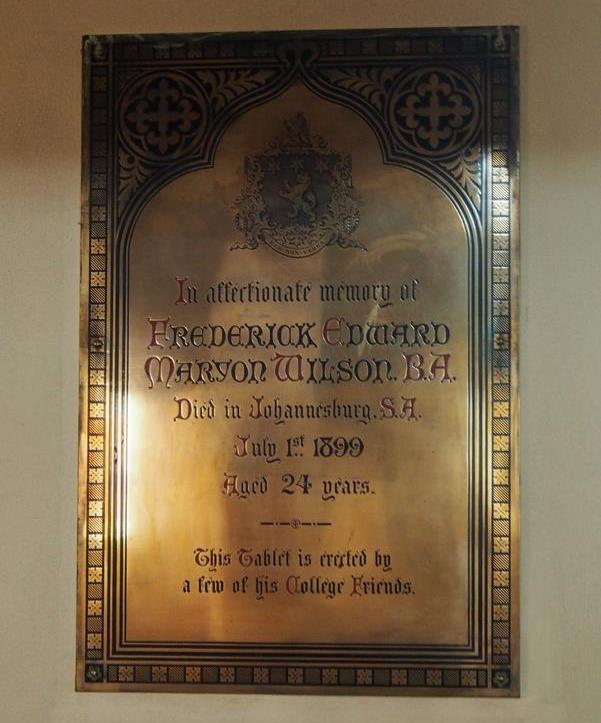 In affectionate memory of
FREDERICK EDWARD
MARYON WILSON. B.A.
Died in Johannesburg. S.A.
July 1st. 1899
Aged 24 years.
This Tablet is erected by
a few of his College Friends.